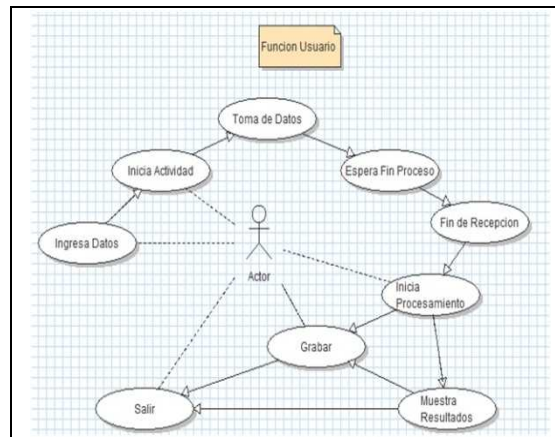 Funcion Usuario
Toma de Datos
Inicia Actividad
Espera Fin Proceso
Ingresa Datos
Fin de Recepcion
Actor
Inicia
Procesamiento
Grabar
Salir
Muestra
Resultados